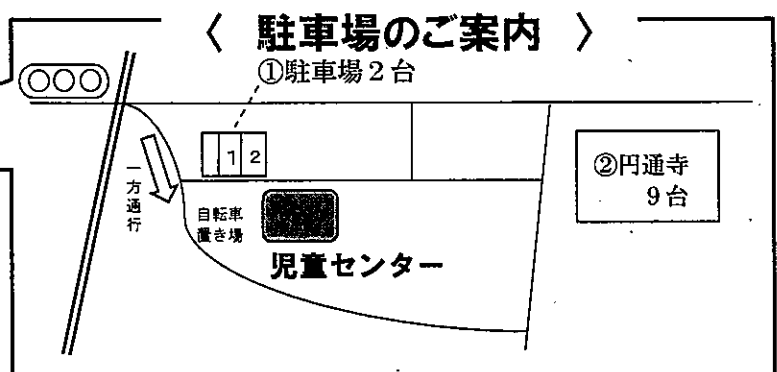 〈 駐車場のご案内 〉
①駐車場2台
1 2
一方通行
自転車
置き場
児童センター
②円通寺
9台